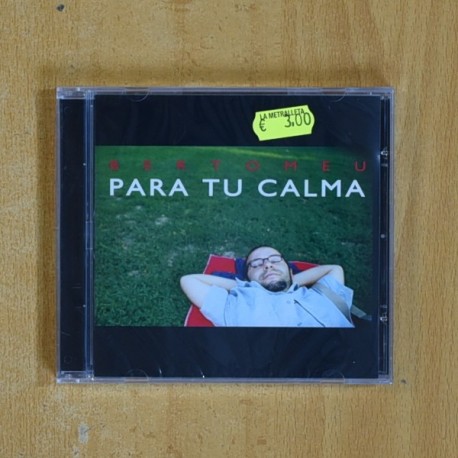 LA METRALLETA
€ 3.00
BERTOMEU
PARA TU CALMA